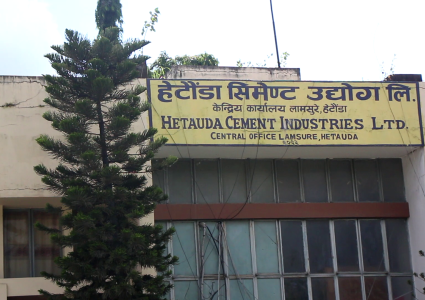 हेटौंडा सिमेण्ट उद्योग लि.
केन्द्रिय कार्यालय लामसुरे, हेटौंडा
HETAUDA CEMENT INDUSTRIES LTD.
CENTRAL OFFICE LAMSURE, HETAUDA